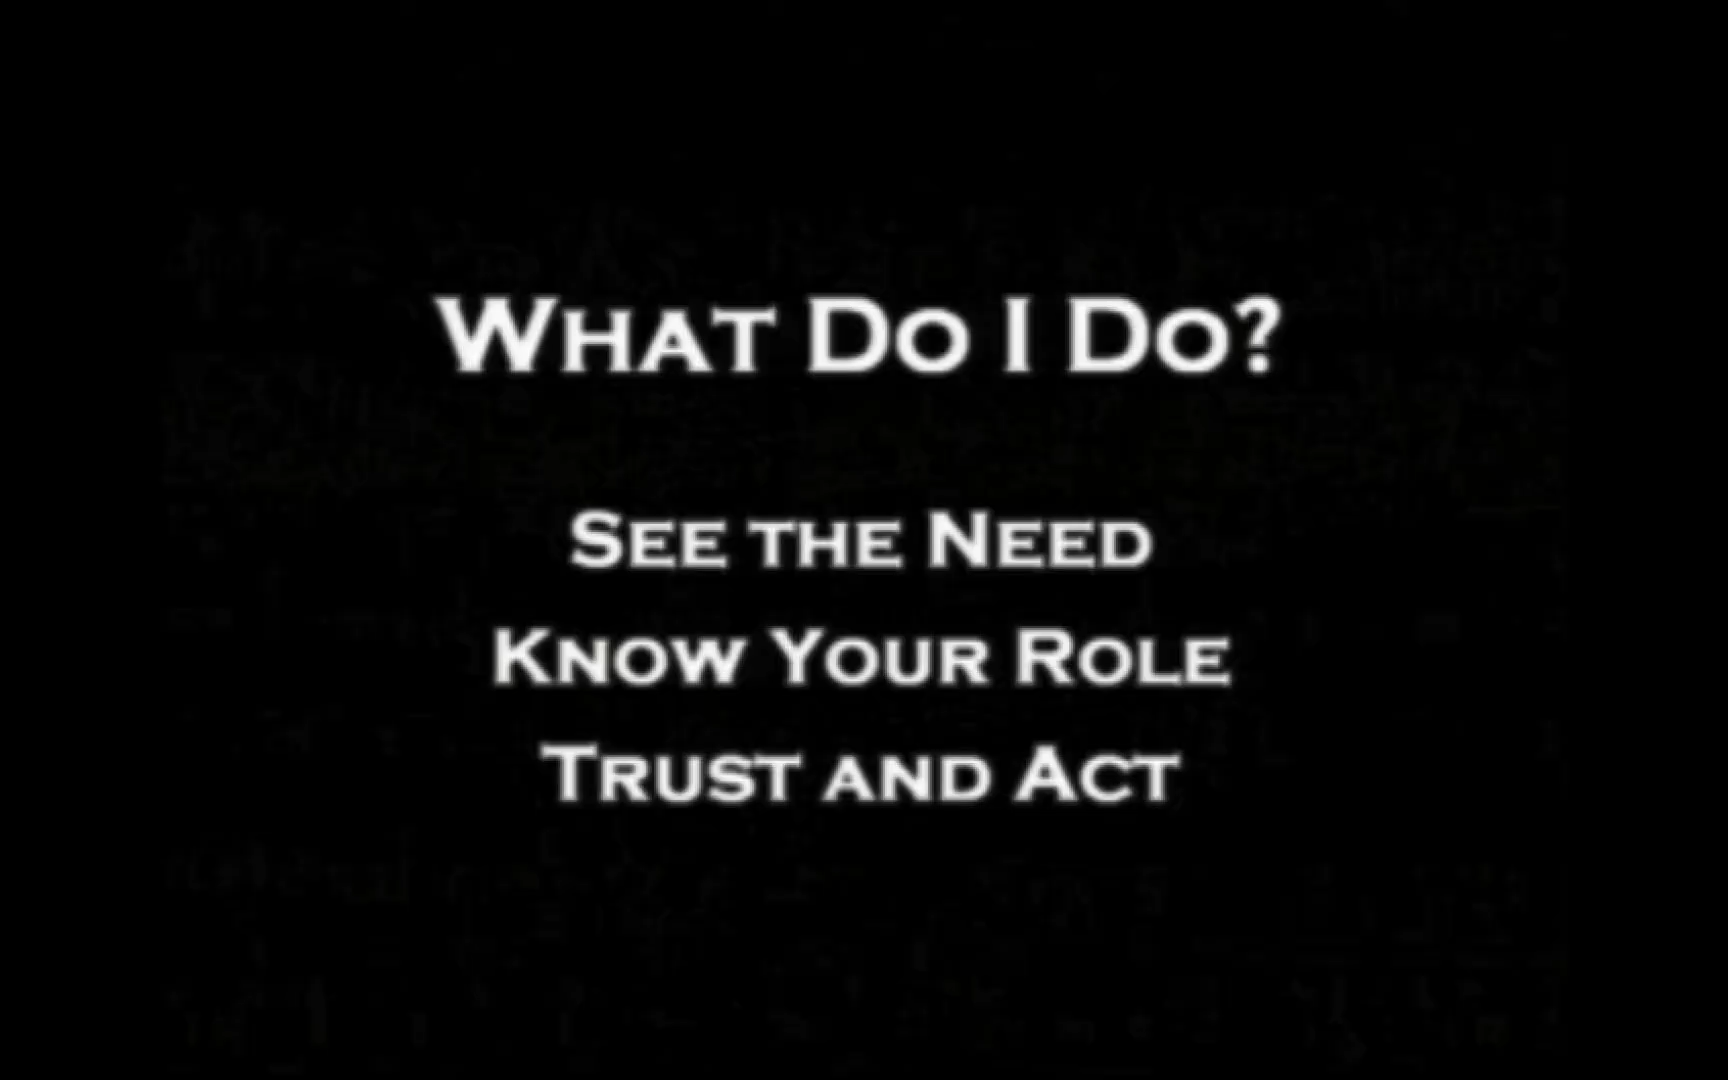 What Do I Do?
See the Need
Know Your Role
Trust and Act